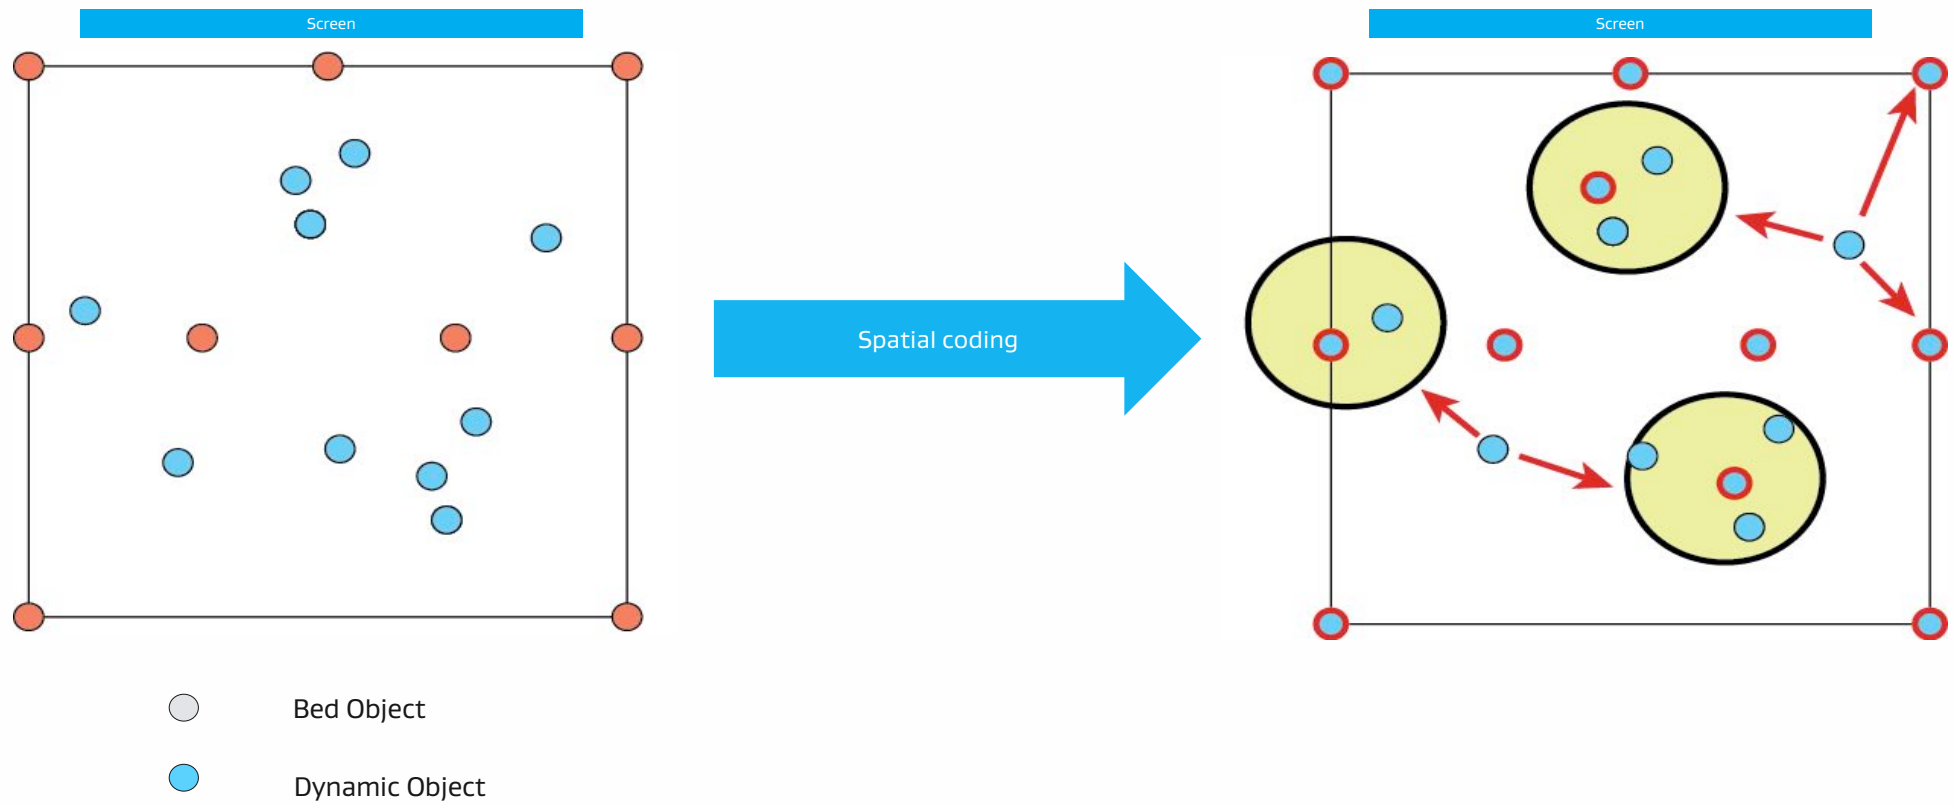 Screen
Screen
Spatial coding
Bed Object
Dynamic Object